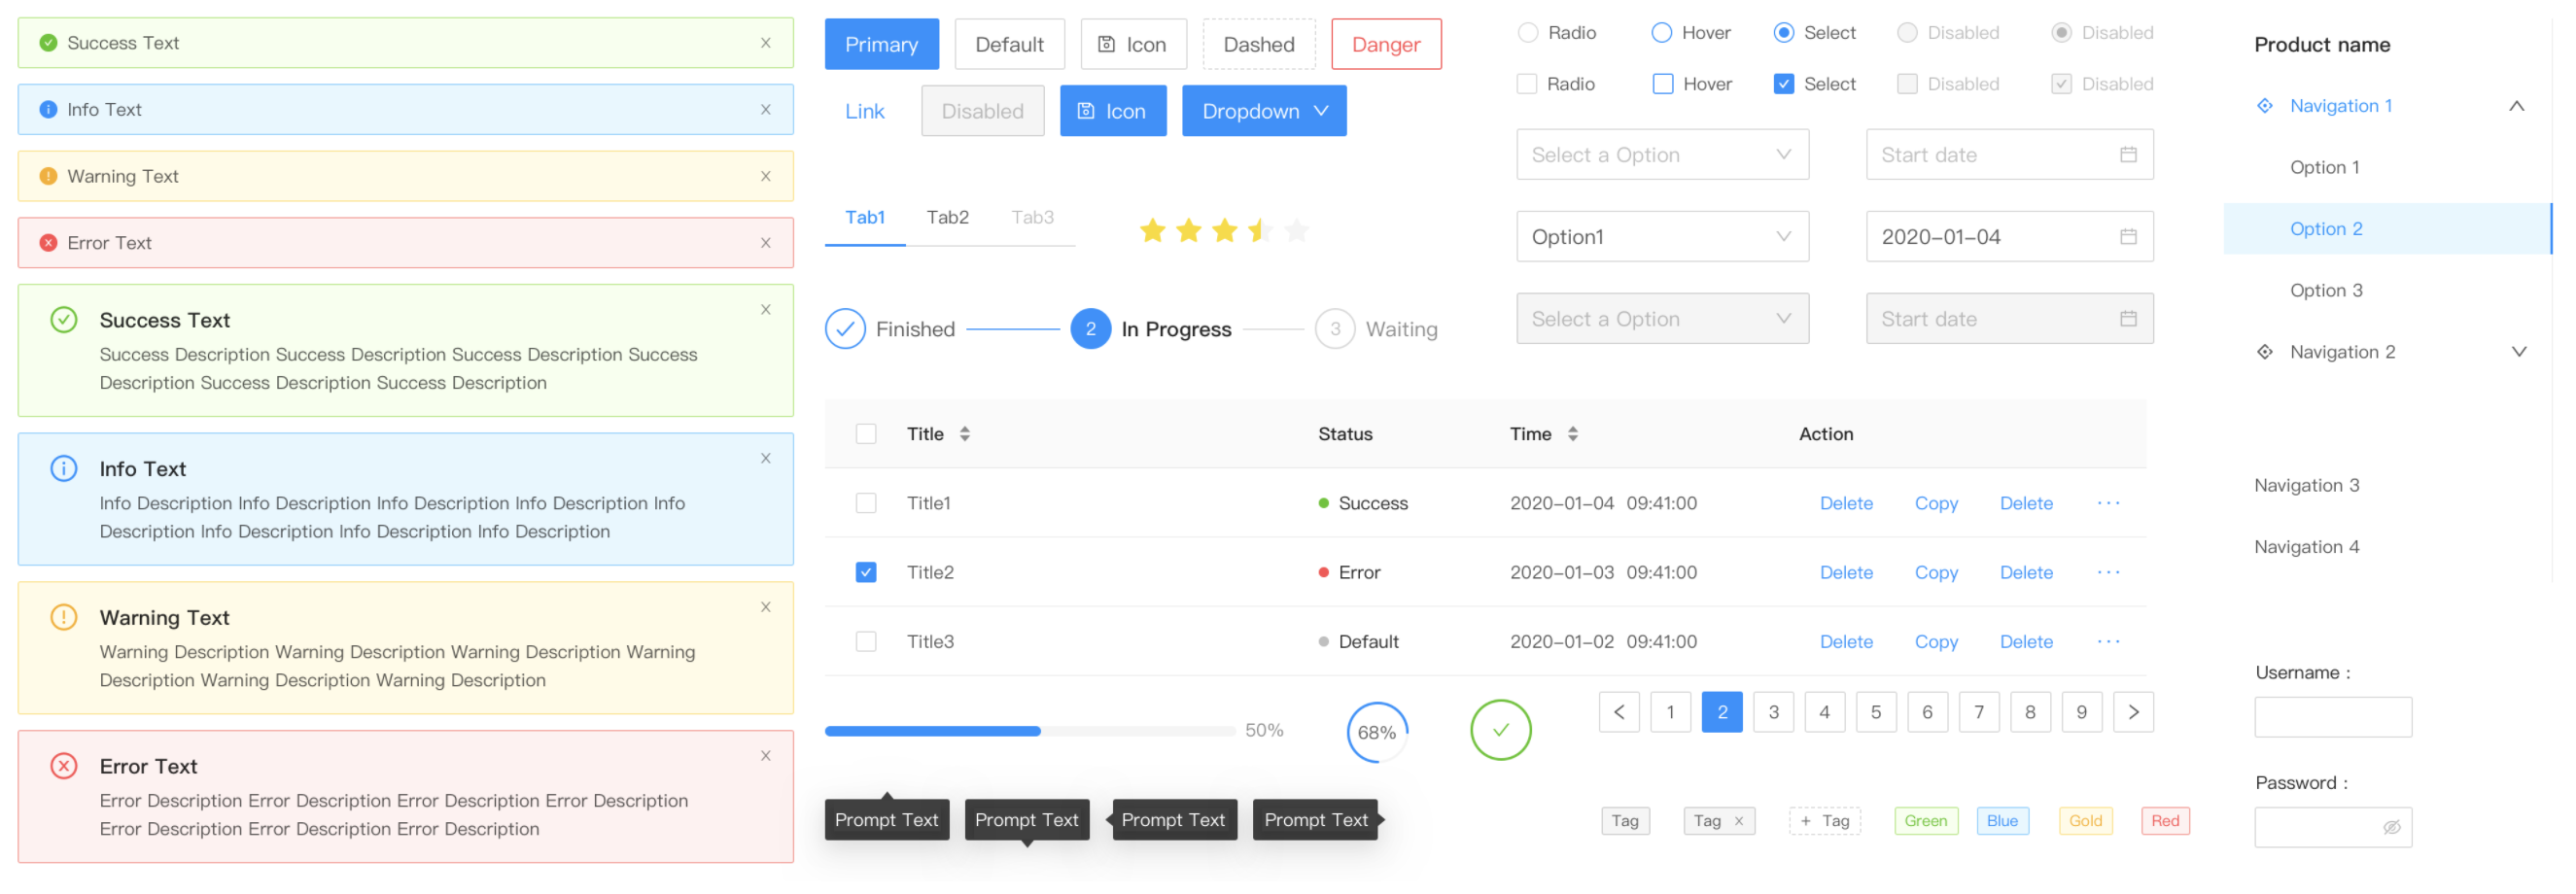 Success Text
Info Text
Warning Text
Error Text
Success Text
Success Description Success Description Success Description Success
Description Success Description Success Description
Info Text
Info Description Info Description Info Description Info Description Info
Description Info Description Info Description Info Description
Warning Text
Warning Description Warning Description Warning Description Warning
Description Warning Description Warning Description
Error Text
Error Description Error Description Error Description Error Description
Error Description Error Description Error Description
Primary Default Icon Dashed Danger
Link Disabled Icon Dropdown
Tab1 Tab2 Tab3
Finished 2 In Progress 3 Waiting
Radio Hover Select Disabled Disabled
Radio Hover Select Disabled Disabled
Select a Option Start date
Option1 2020-01-04
Select a Option Start date
Title Status Time Action
Title1 Success 2020-01-04 09:41:00 Delete Copy Delete ···
Title2 Error 2020-01-03 09:41:00 Delete Copy Delete ···
Title3 Default 2020-01-02 09:41:00 Delete Copy Delete ···
50% 68%
1 2 3 4 5 6 7 8 9
Prompt Text Prompt Text Prompt Text Prompt Text
Tag Tag + Tag Green Blue Gold Red
Product name
Navigation 1
Option 1
Option 2
Option 3
Navigation 2
Navigation 3
Navigation 4
Username :
Password :